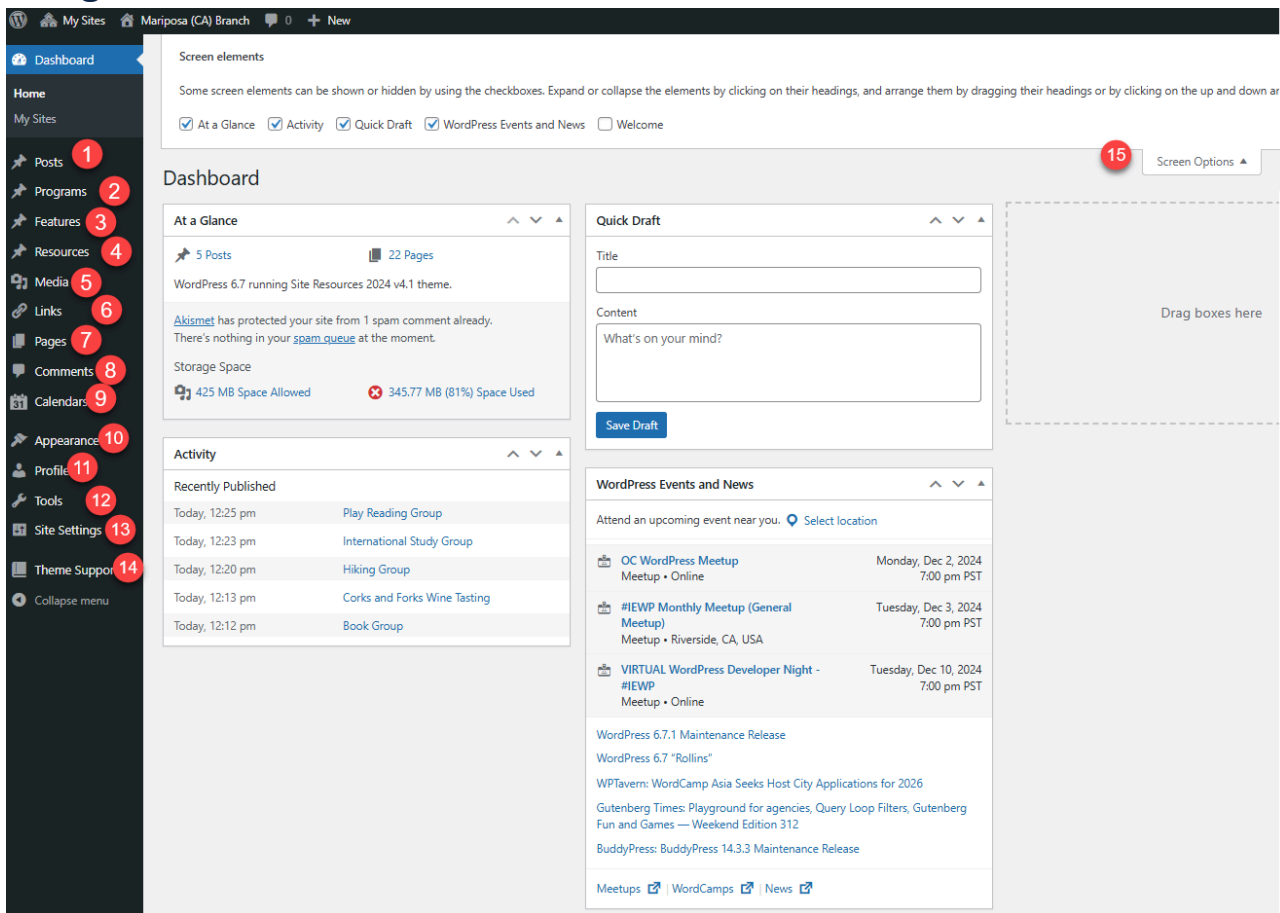 My Sites Mariposa (CA) Branch 0 + New
Dashboard
Home
My Sites
Posts 1
Programs 2
Features 3
Resources 4
Media 5
Links 6
Pages 7
Comments 8
31 Calendars 9
Appearance 10
Profile 11
Tools 12
Site Settings 13
Theme Suppor 14
Collapse menu
Screen elements
Some screen elements can be shown or hidden by using the checkboxes. Expand or collapse the elements by clicking on their headings, and arrange them by dragging their headings or by clicking on the up and down
At a Glance Activity Quick Draft WordPress Events and News Welcome
15 Screen Options
Dashboard
At a Glance
5 Posts 22 Pages
WordPress 6.7 running Site Resources 2024 v4.1 theme.
Akismet has protected your site from 1 spam comment already.
There's nothing in your spam queue at the moment.
Storage Space
425 MB Space Allowed 345.77 MB (81%) Space Used
Activity
Recently Published
Today, 12:25 pm Play Reading Group
Today, 12:23 pm International Study Group
Today, 12:20 pm Hiking Group
Today, 12:13 pm Corks and Forks Wine Tasting
Today, 12:12 pm Book Group
Quick Draft
Title
Content
What's on your mind?
Save Draft
WordPress Events and News
Attend an upcoming event near you. Select location
OC WordPress Meetup Monday, Dec 2, 2024
Meetup • Online 7:00 pm PST
#IEWP Monthly Meetup (General Tuesday, Dec 3, 2024
Meetup) 7:00 pm PST
Meetup • Riverside, CA, USA
VIRTUAL WordPress Developer Night - Tuesday, Dec 10, 2024
#IEWP 7:00 pm PST
Meetup • Online
WordPress 6.7.1 Maintenance Release
WordPress 6.7 "Rollins"
WPTavern: WordCamp Asia Seeks Host City Applications for 2026
Gutenberg Times: Playground for agencies, Query Loop Filters, Gutenberg
Fun and Games — Weekend Edition 312
BuddyPress: BuddyPress 14.3.3 Maintenance Release
Meetups | WordCamps | News
Drag boxes here